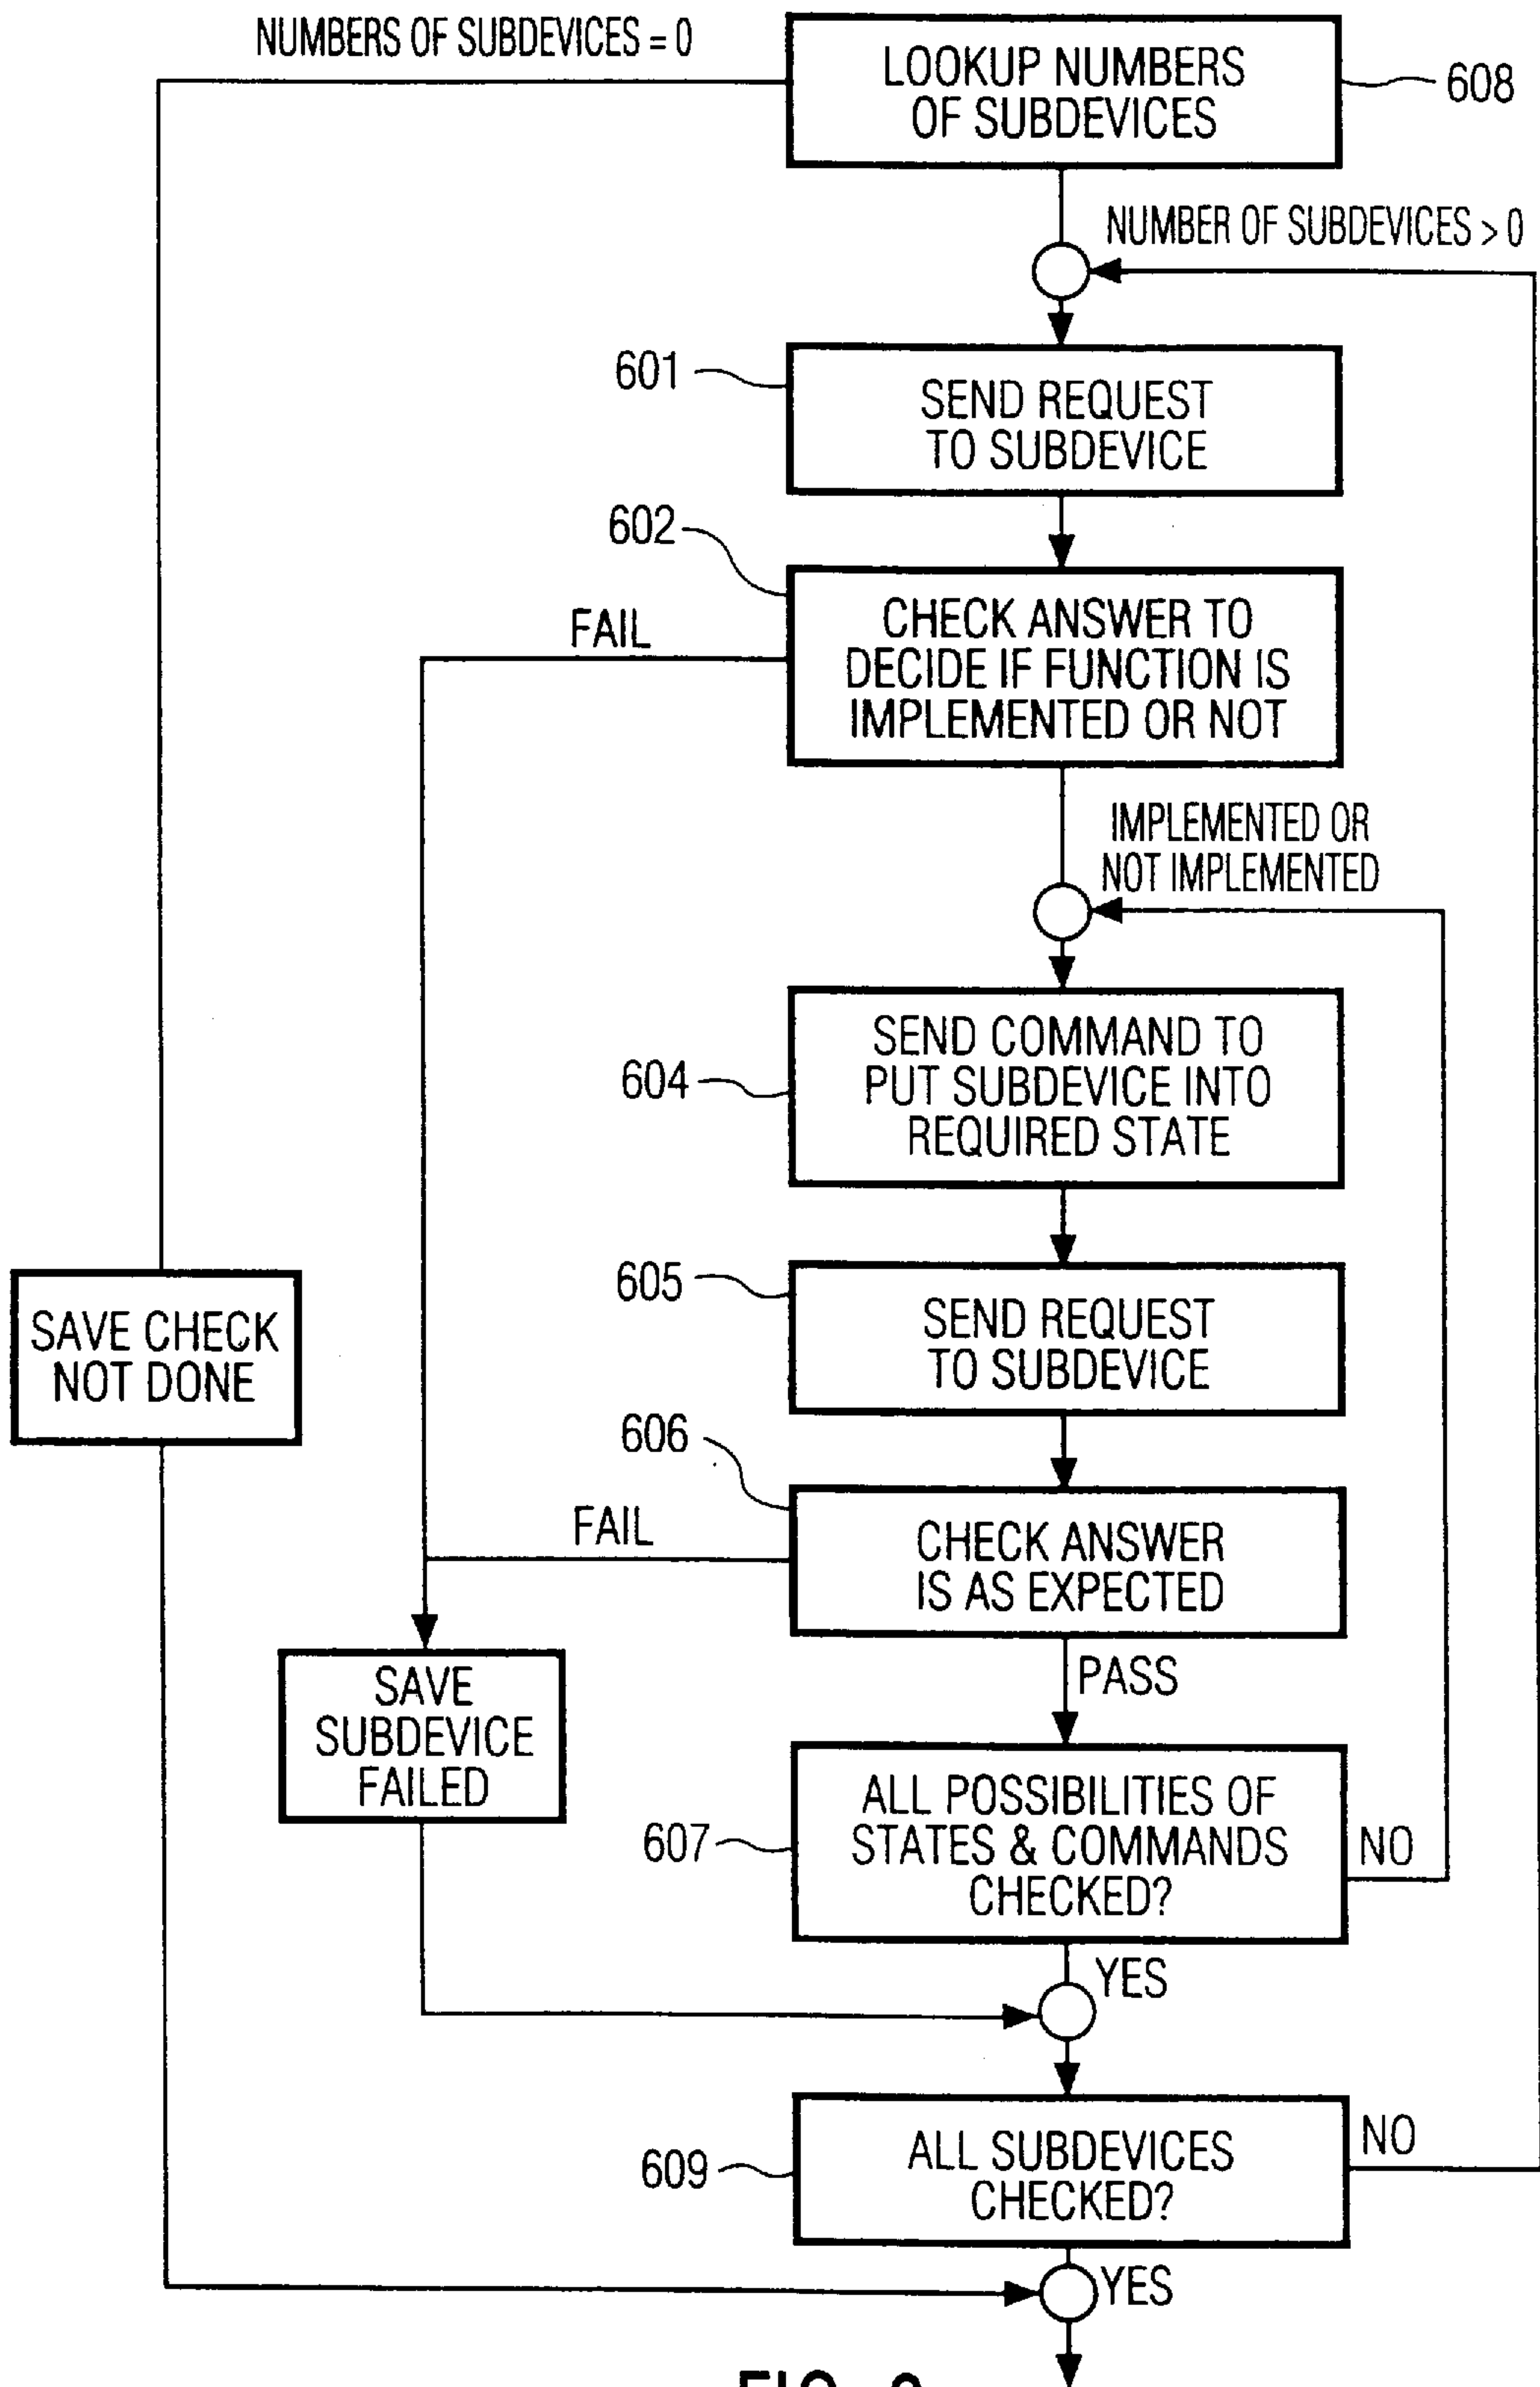 NUMBERS OF SUBDEVICES = 0
LOOKUP NUMBERS
OF SUBDEVICES
608
NUMBER OF SUBDEVICES > 0
601
SEND REQUEST
TO SUBDEVICE
602
FAIL
CHECK ANSWER TO
DECIDE IF FUNCTION IS
IMPLEMENTED OR NOT
IMPLEMENTED OR
NOT IMPLEMENTED
604
SEND COMMAND TO
PUT SUBDEVICE INTO
REQUIRED STATE
605
SEND REQUEST
TO SUBDEVICE
SAVE CHECK
NOT DONE
606
FAIL
CHECK ANSWER
IS AS EXPECTED
PASS
SAVE
SUBDEVICE
FAILED
607
ALL POSSIBILITIES OF
STATES & COMMANDS
CHECKED?
NO
YES
609
ALL SUBDEVICES
CHECKED?
NO
YES
FIG.